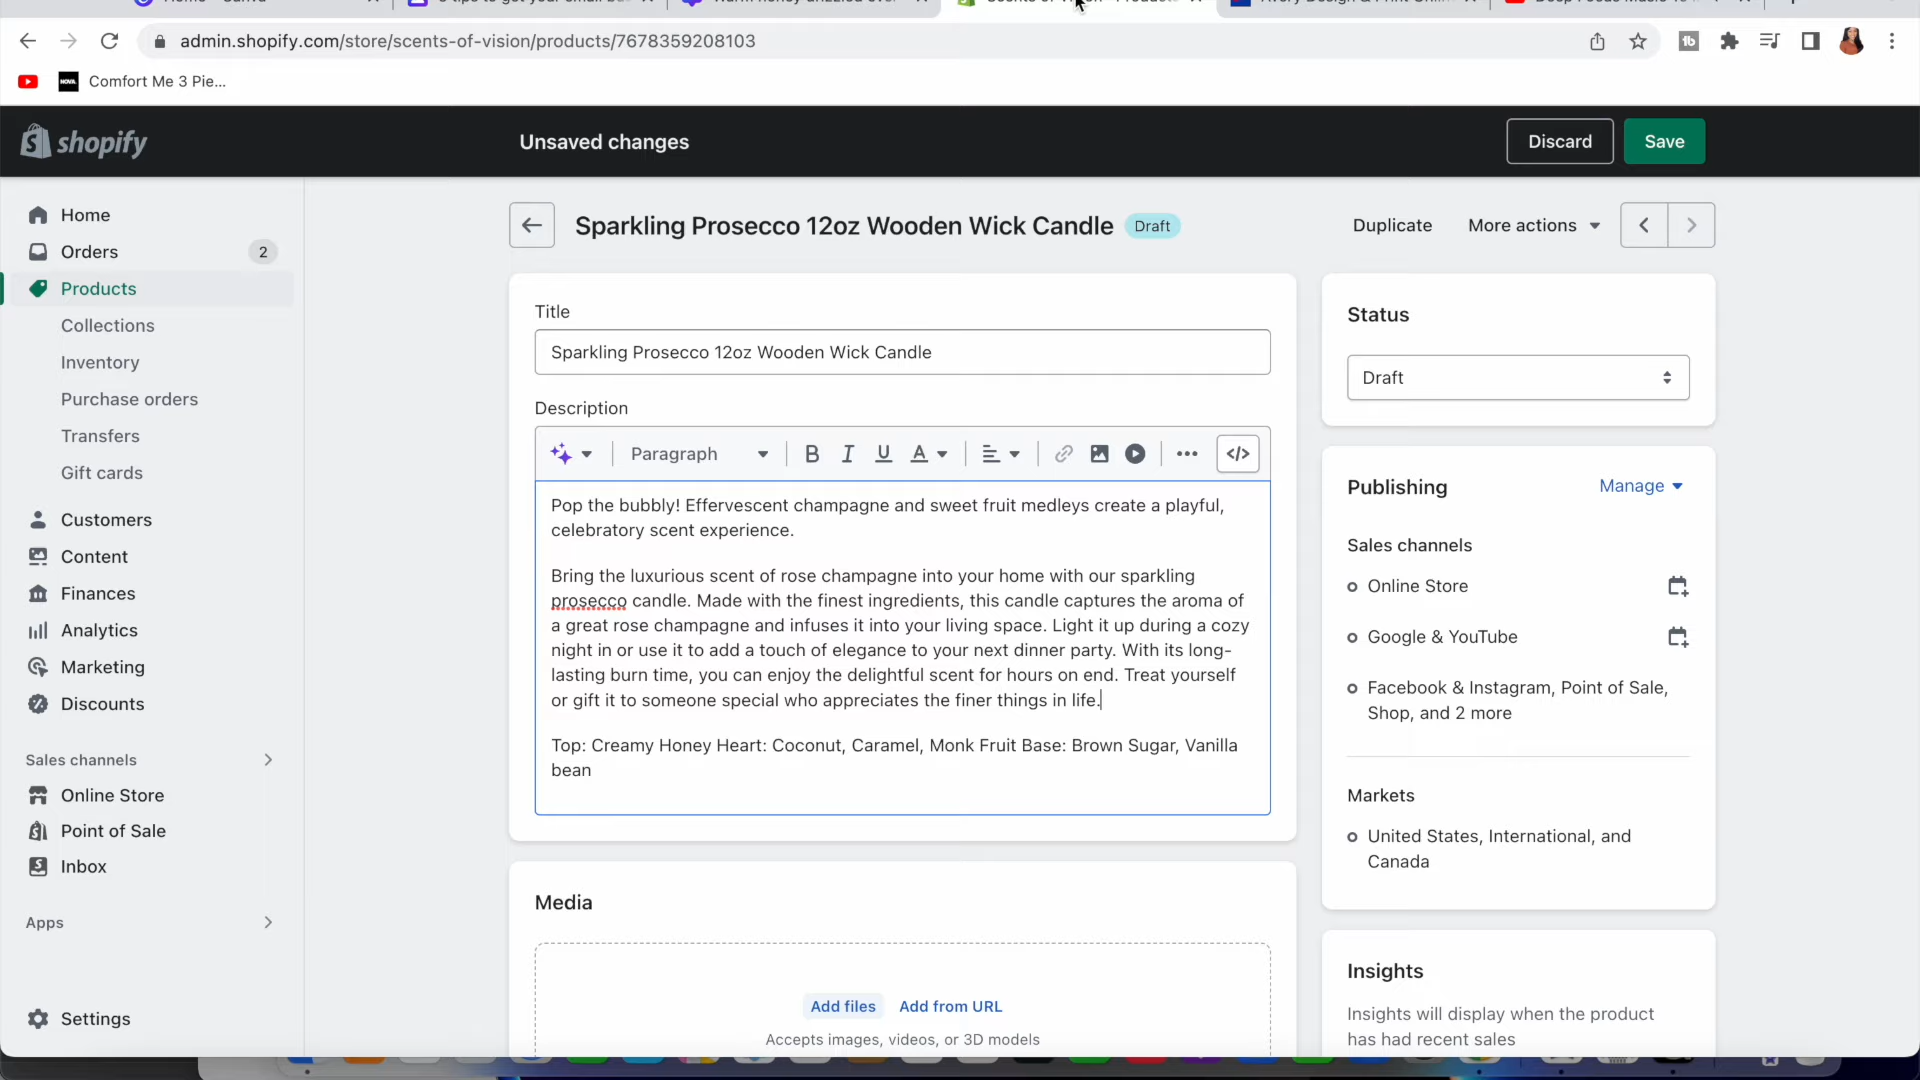 admin.shopify.com/store/scents-of-vision/products/7678359208103
NOVA
Comfort Me 3 Pie...
shopify
Unsaved changes
Discard
Save
Home
Orders
2
Products
Collections
Inventory
Purchase orders
Transfers
Gift cards
Customers
Content
Finances
Analytics
Marketing
Discounts
Sales channels
Online Store
Point of Sale
Inbox
Apps
Settings
Sparkling Prosecco 12oz Wooden Wick Candle
Draft
Duplicate
More actions
Title
Sparkling Prosecco 12oz Wooden Wick Candle
Description
Paragraph
B I U A
</>
Pop the bubbly! Effervescent champagne and sweet fruit medleys create a playful,
celebratory scent experience.
Bring the luxurious scent of rose champagne into your home with our sparkling
prosecco candle. Made with the finest ingredients, this candle captures the aroma of
a great rose champagne and infuses it into your living space. Light it up during a cozy
night in or use it to add a touch of elegance to your next dinner party. With its long-
lasting burn time, you can enjoy the delightful scent for hours on end. Treat yourself
or gift it to someone special who appreciates the finer things in life.
Top: Creamy Honey Heart: Coconut, Caramel, Monk Fruit Base: Brown Sugar, Vanilla
bean
Media
Add files
Add from URL
Accepts images, videos, or 3D models
Status
Draft
Publishing
Manage
Sales channels
Online Store
Google & YouTube
Facebook & Instagram, Point of Sale,
Shop, and 2 more
Markets
United States, International, and
Canada
Insights
Insights will display when the product
has had recent sales